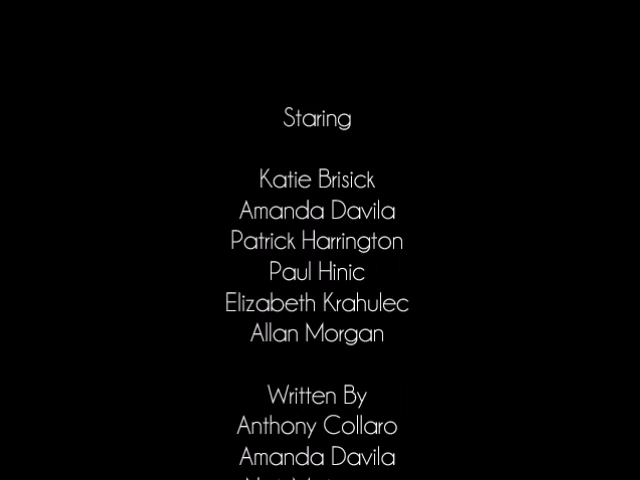 Staring
Katie Brisick
Amanda Davila
Patrick Harrington
Paul Hinic
Elizabeth Krahulec
Allan Morgan
Written By
Anthony Collaro
Amanda Davila